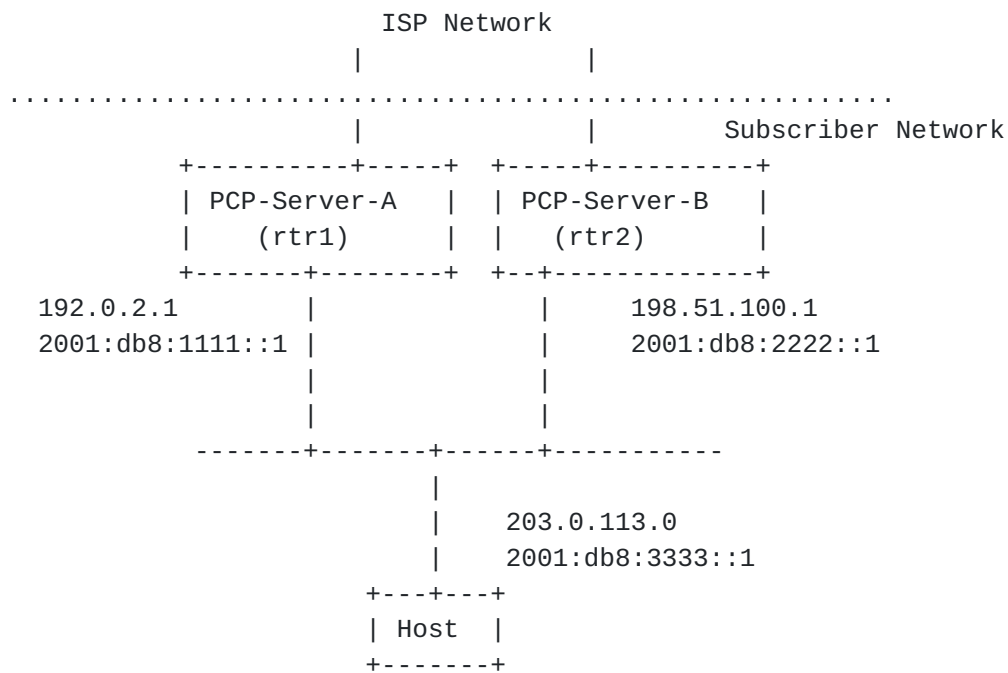 ISP Network
Subscriber Network
PCP-Server-A PCP-Server-B
(rtr1) (rtr2)
192.0.2.1 198.51.100.1
2001:db8:1111::1 2001:db8:2222::1
203.0.113.0
2001:db8:3333::1
Host